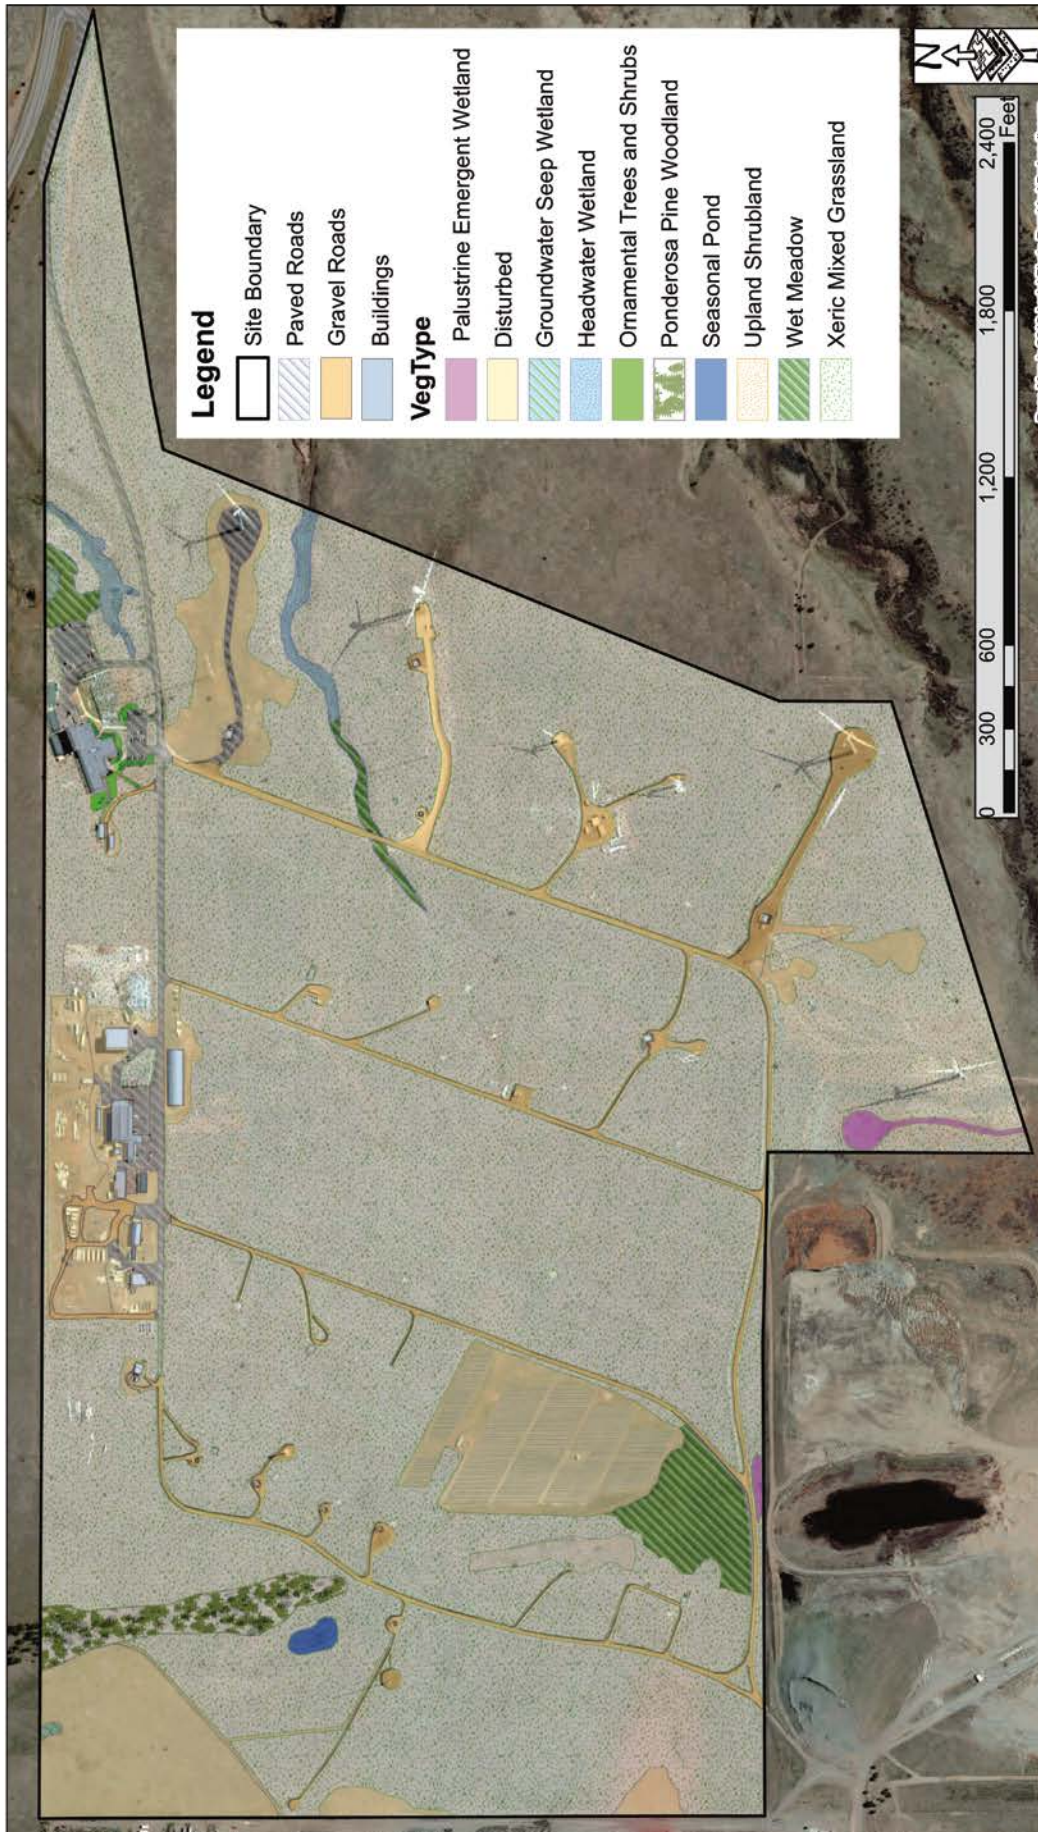 Legend
Site Boundary
Paved Roads
Gravel Roads
Buildings
VegType
Palustrine Emergent Wetland
Disturbed
Groundwater Seep Wetland
Headwater Wetland
Ornamental Trees and Shrubs
Ponderosa Pine Woodland
Seasonal Pond
Upland Shrubland
Wet Meadow
Xeric Mixed Grassland
N
0 300 600 1,200 1,800 2,400
Feet